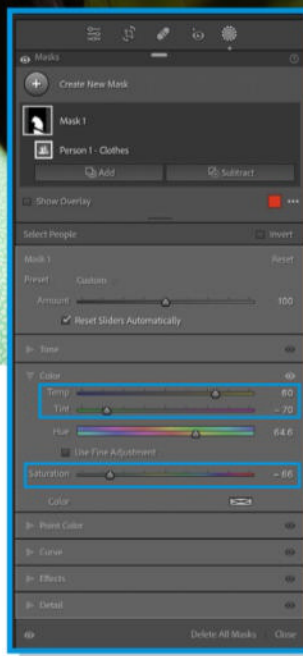 Masks
Create New Mask
Mask 1
Person 1 - Clothes
Add Subtract
Show Overlay
Select People Invert
Mask 1 Reset
Preset Custom
Amount 100
Reset Sliders Automatically
Tone
Color
Temp 60
Tint - 70
Hue 64.6
Use Fine Adjustment
Saturation - 66
Color
Point Color
Curve
Effects
Detail
Delete All Masks Close